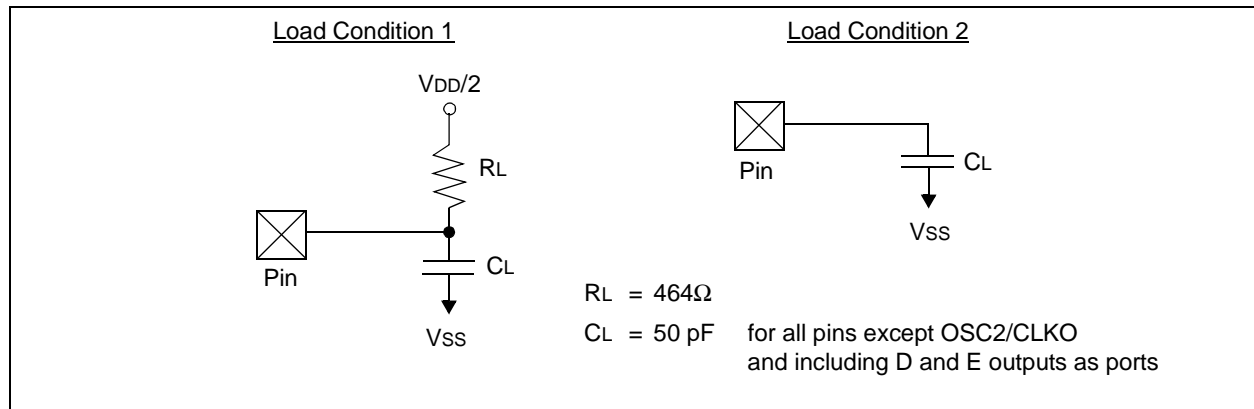 Load Condition 1
VDD/2
RL
Pin
CL
VSS
Load Condition 2
Pin
CL
VSS
RL = 464Ω
CL = 50 pF for all pins except OSC2/CLKO
and including D and E outputs as ports